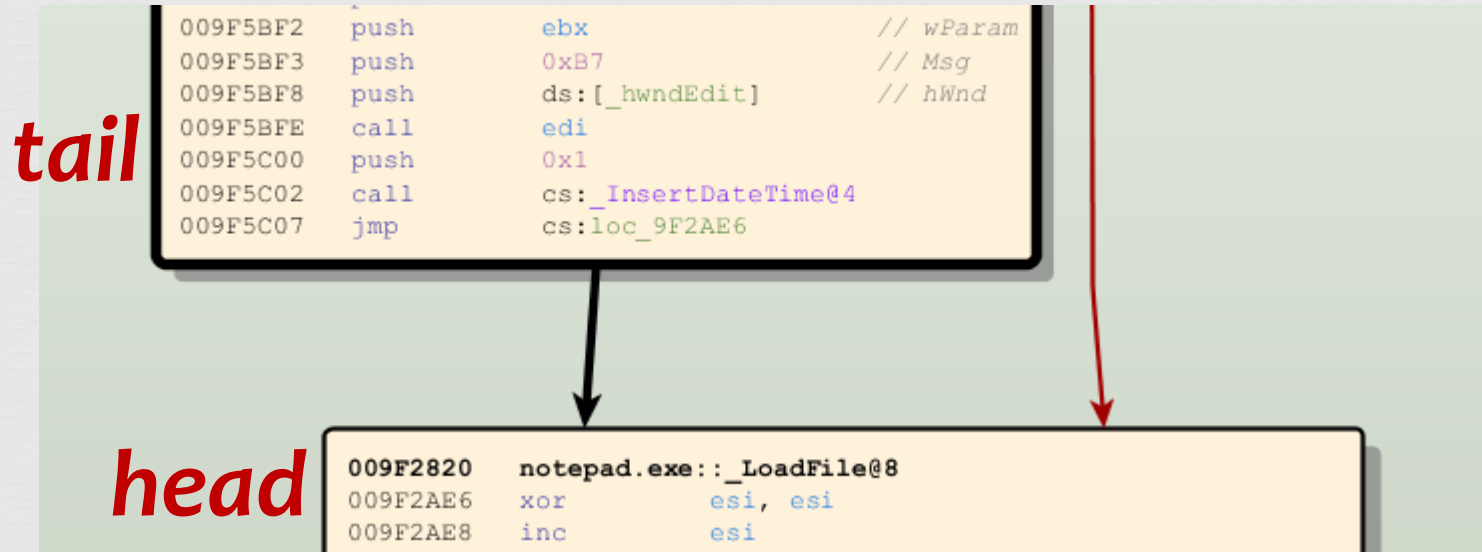 009F5BF2 push ebx // wParam
009F5BF3 push 0xB7 // Msg
009F5BF8 push ds:[_hwndEdit] // hWnd
009F5BFE call edi
tail
009F5C00 push 0x1
009F5C02 call cs:_InsertDateTime@4
009F5C07 jmp cs:loc_9F2AE6
head
009F2820 notepad.exe::_LoadFile@8
009F2AE6 xor esi, esi
009F2AE8 inc esi